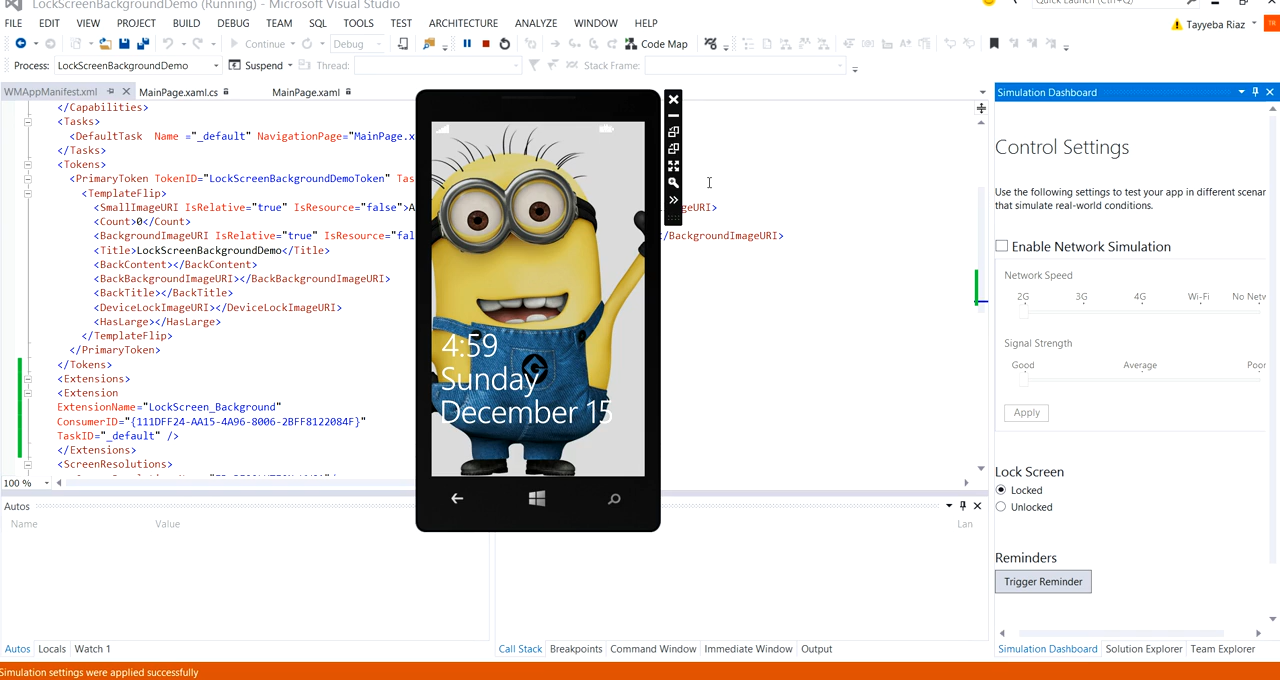 LockScreenBackgroundDemo (Running) - Microsoft Visual Studio
Quick Launch (Ctrl+Q)
FILE EDIT VIEW PROJECT BUILD DEBUG TEAM SQL TOOLS TEST ARCHITECTURE ANALYZE WINDOW HELP
Tayyeba Riaz
TR
Continue Debug Code Map
Process: LockScreenBackgroundDemo Suspend Thread: Stack Frame:
WMAppManifest.xml MainPage.xaml.cs MainPage.xaml
</Capabilities>
<Tasks>
<DefaultTask Name ="_default" NavigationPage="MainPage.x
</Tasks>
<Tokens>
<PrimaryToken TokenID="LockScreenBackgroundDemoToken" Tas
<TemplateFlip>
<SmallImageURI IsRelative="true" IsResource="false">A geURI>
<Count>0</Count>
<BackgroundImageURI IsRelative="true" IsResource="fal /BackgroundImageURI>
<Title>LockScreenBackgroundDemo</Title>
<BackContent></BackContent>
<BackBackgroundImageURI></BackBackgroundImageURI>
<BackTitle></BackTitle>
<DeviceLockImageURI></DeviceLockImageURI>
<HasLarge></HasLarge>
</TemplateFlip>
</PrimaryToken>
</Tokens>
<Extensions>
<Extension
ExtensionName="LockScreen_Background"
ConsumerID="{111DFF24-AA15-4A96-8006-2BFF8122084F}"
TaskID="_default" />
</Extensions>
<ScreenResolutions>
100 %
4:59
Sunday
December 15
Simulation Dashboard
Control Settings
Use the following settings to test your app in different scenar
that simulate real-world conditions.
Enable Network Simulation
Network Speed
2G 3G 4G Wi-Fi No Netw
Signal Strength
Good Average Poor
Apply
Lock Screen
Locked
Unlocked
Reminders
Trigger Reminder
Autos
Name Value Lan
Autos Locals Watch 1
Call Stack Breakpoints Command Window Immediate Window Output
Simulation Dashboard Solution Explorer Team Explorer
Simulation settings were applied successfully